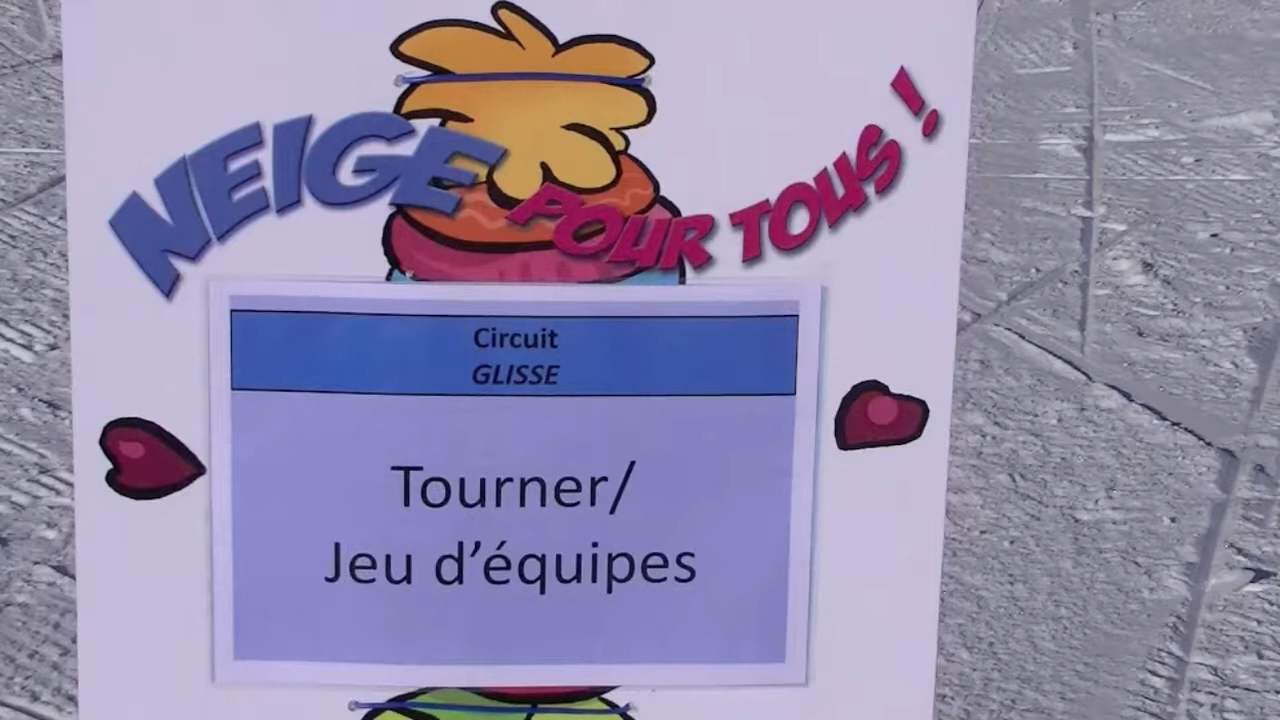 NEIGE POUR TOUS !
Circuit
GLISSE
Tourner/
Jeu d'équipes